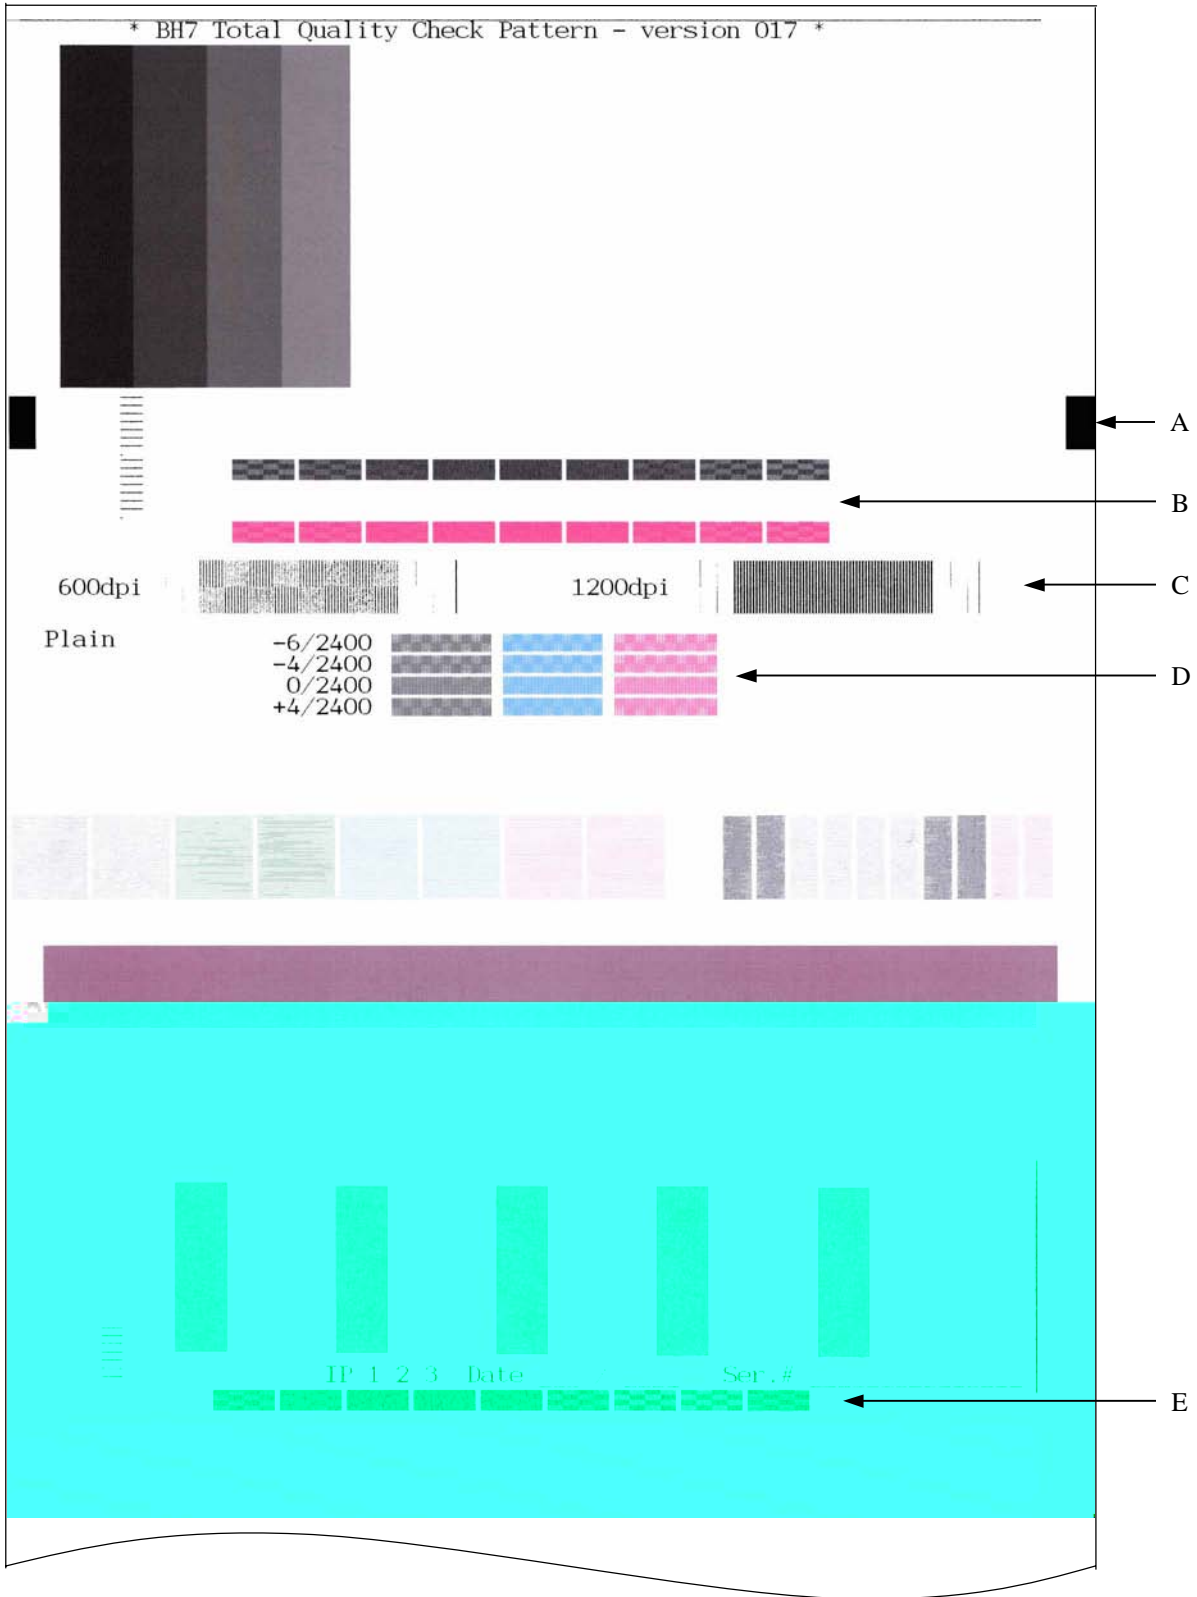 * BH7 Total Quality Check Pattern - version 017 *
A
B
600dpi
1200dpi
C
Plain
-6/2400
-4/2400
0/2400
+4/2400
D
IP 1 2 3 Date Ser.#
E